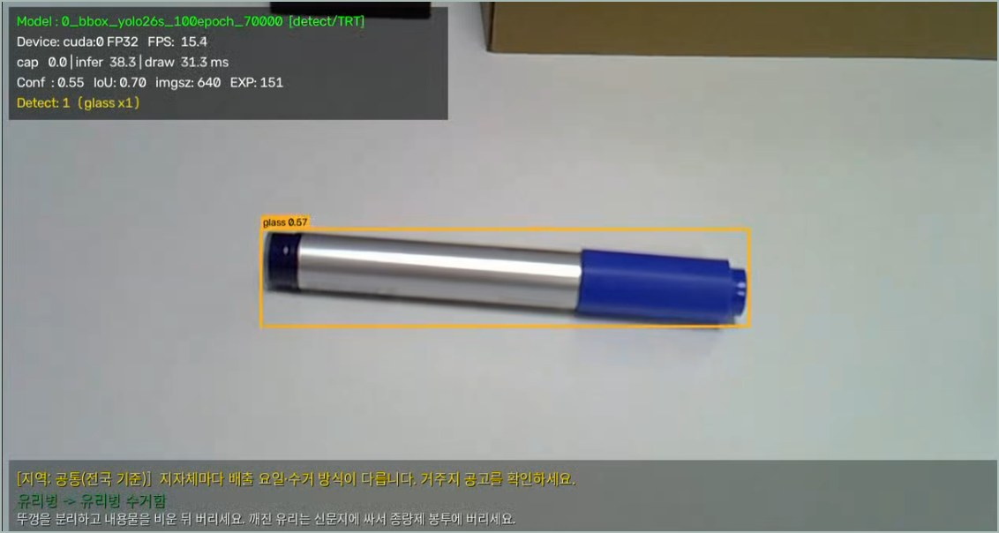 Model : 0_bbox_yolo26s_100epoch_70000 [detect/TRT]
Device: cuda:0 FP32 FPS: 15.4
cap 0.0 | infer 38.3 | draw 31.3 ms
Conf : 0.55 IoU: 0.70 imgsz: 640 EXP: 151
Detect: 1 (glass x1)
glass 0.57
[지역: 공통(전국 기준)] 지자체마다 배출 요일·수거 방식이 다릅니다. 거주지 공고를 확인하세요.
유리병 -> 유리병 수거함
뚜껑을 분리하고 내용물을 비운 뒤 버리세요. 깨진 유리는 신문지에 싸서 종량제 봉투에 버리세요.